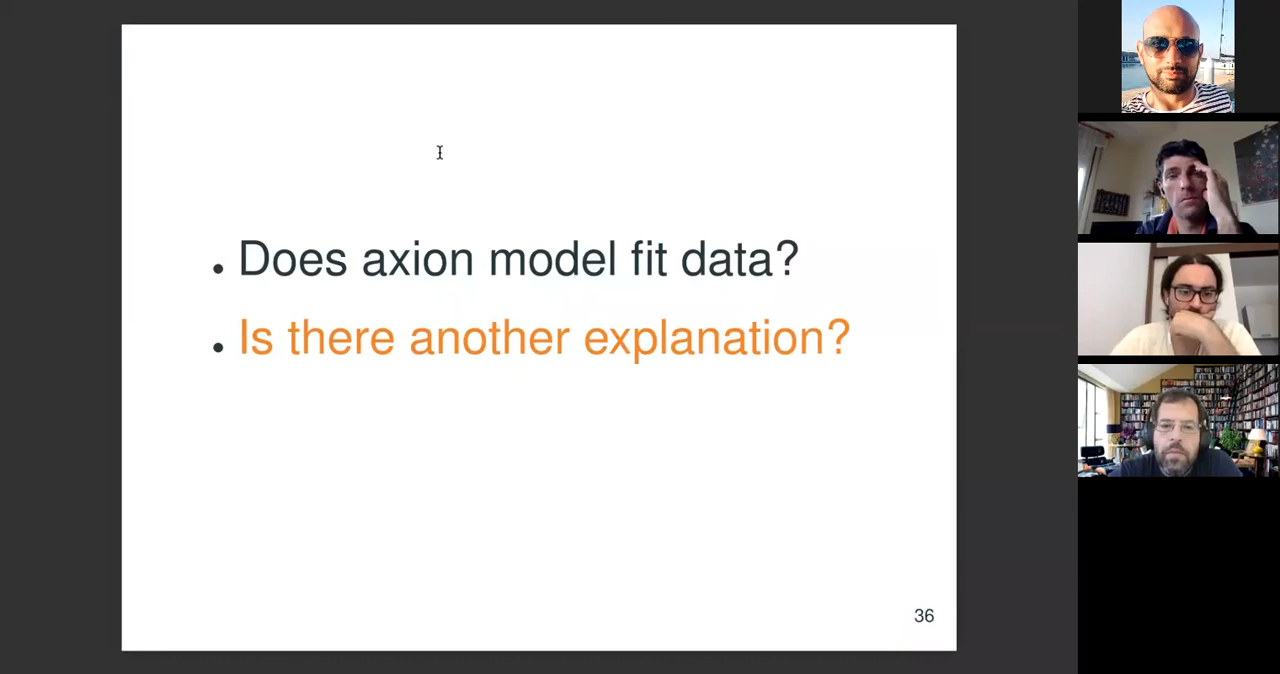 • Does axion model fit data?
• Is there another explanation?
36